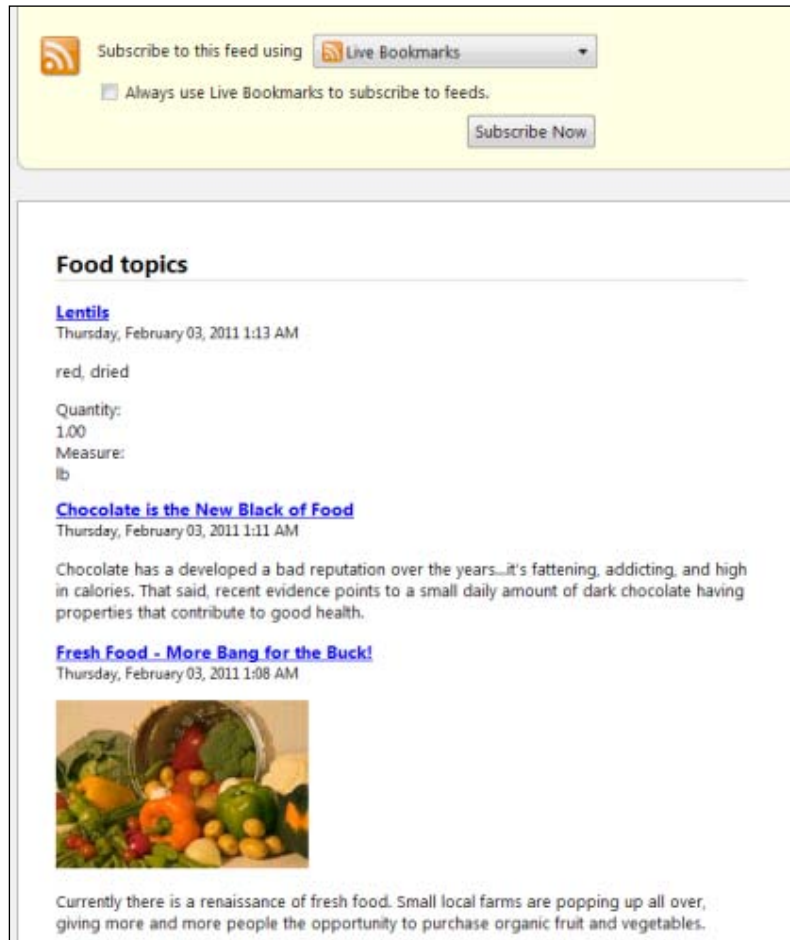 Subscribe to this feed using Live Bookmarks
Always use Live Bookmarks to subscribe to feeds.
Subscribe Now
Food topics
Lentils
Thursday, February 03, 2011 1:13 AM
red, dried
Quantity:
1.00
Measure:
lb
Chocolate is the New Black of Food
Thursday, February 03, 2011 1:11 AM
Chocolate has a developed a bad reputation over the years...it's fattening, addicting, and high
in calories. That said, recent evidence points to a small daily amount of dark chocolate having
properties that contribute to good health.
Fresh Food - More Bang for the Buck!
Thursday, February 03, 2011 1:08 AM
Currently there is a renaissance of fresh food. Small local farms are popping up all over,
giving more and more people the opportunity to purchase organic fruit and vegetables.